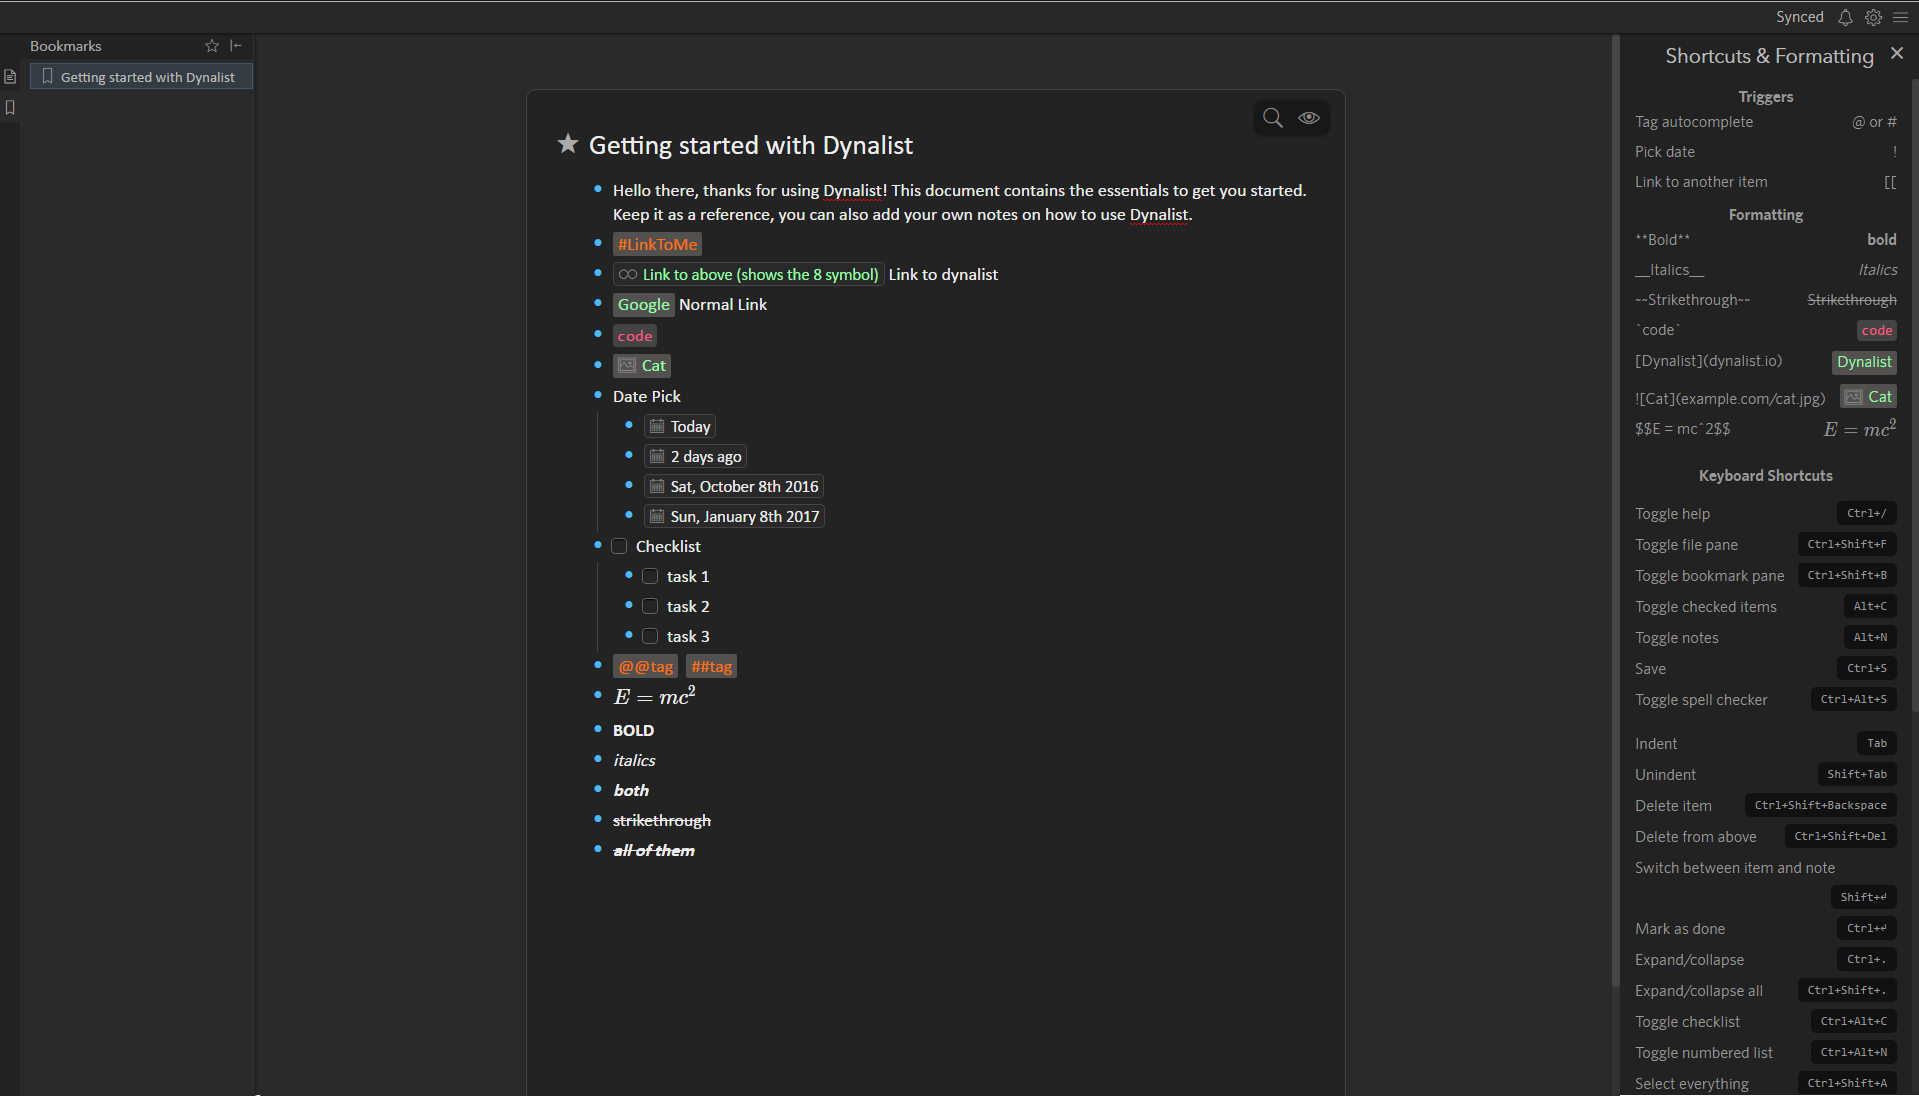 Synced
Bookmarks
Getting started with Dynalist
Getting started with Dynalist
Hello there, thanks for using Dynalist! This document contains the essentials to get you started.
Keep it as a reference, you can also add your own notes on how to use Dynalist.
#LinkToMe
Link to above (shows the 8 symbol) Link to dynalist
Google Normal Link
code
Cat
Date Pick
Today
2 days ago
Sat, October 8th 2016
Sun, January 8th 2017
Checklist
task 1
task 2
task 3
@@tag ##tag
E = mc²
BOLD
italics
both
strikethrough
all of them
Shortcuts & Formatting
Triggers
Tag autocomplete @ or #
Pick date !
Link to another item [[
Formatting
**Bold** bold
__Italics__ Italics
~~Strikethrough~~ Strikethrough
`code` code
[Dynalist](dynalist.io) Dynalist
![Cat](example.com/cat.jpg) Cat
$$E = mc^2$$ E = mc²
Keyboard Shortcuts
Toggle help Ctrl+/
Toggle file pane Ctrl+Shift+F
Toggle bookmark pane Ctrl+Shift+B
Toggle checked items Alt+C
Toggle notes Alt+N
Save Ctrl+S
Toggle spell checker Ctrl+Alt+S
Indent Tab
Unindent Shift+Tab
Delete item Ctrl+Shift+Backspace
Delete from above Ctrl+Shift+Del
Switch between item and note
Shift+↵
Mark as done Ctrl+↵
Expand/collapse Ctrl+.
Expand/collapse all Ctrl+Shift+.
Toggle checklist Ctrl+Alt+C
Toggle numbered list Ctrl+Alt+N
Select everything Ctrl+Shift+A